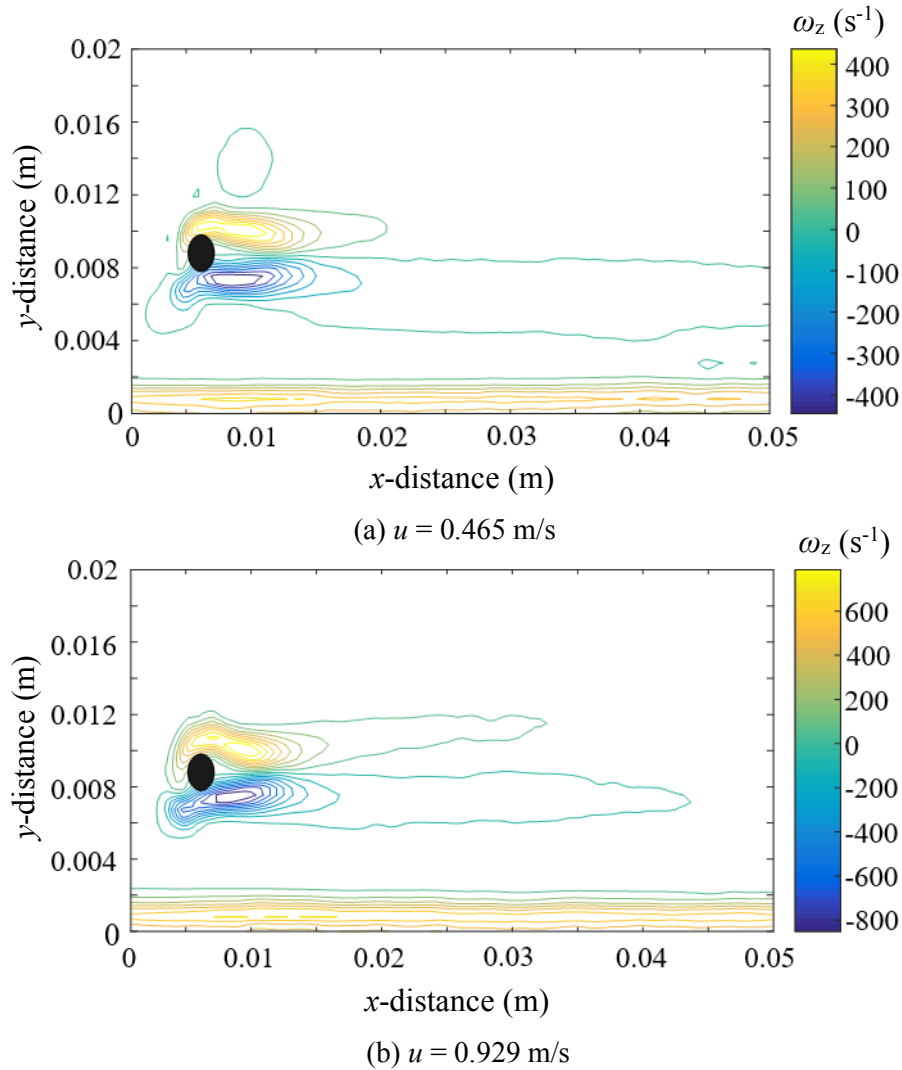 ωz (s-1)
0.02
0.016
0.012
0.008
0.004
0
y-distance (m)
400
300
200
100
0
-100
-200
-300
-400
0 0.01 0.02 0.03 0.04 0.05
x-distance (m)
(a) u = 0.465 m/s
ωz (s-1)
0.02
0.016
0.012
0.008
0.004
0
y-distance (m)
600
400
200
0
-200
-400
-600
-800
0 0.01 0.02 0.03 0.04 0.05
x-distance (m)
(b) u = 0.929 m/s